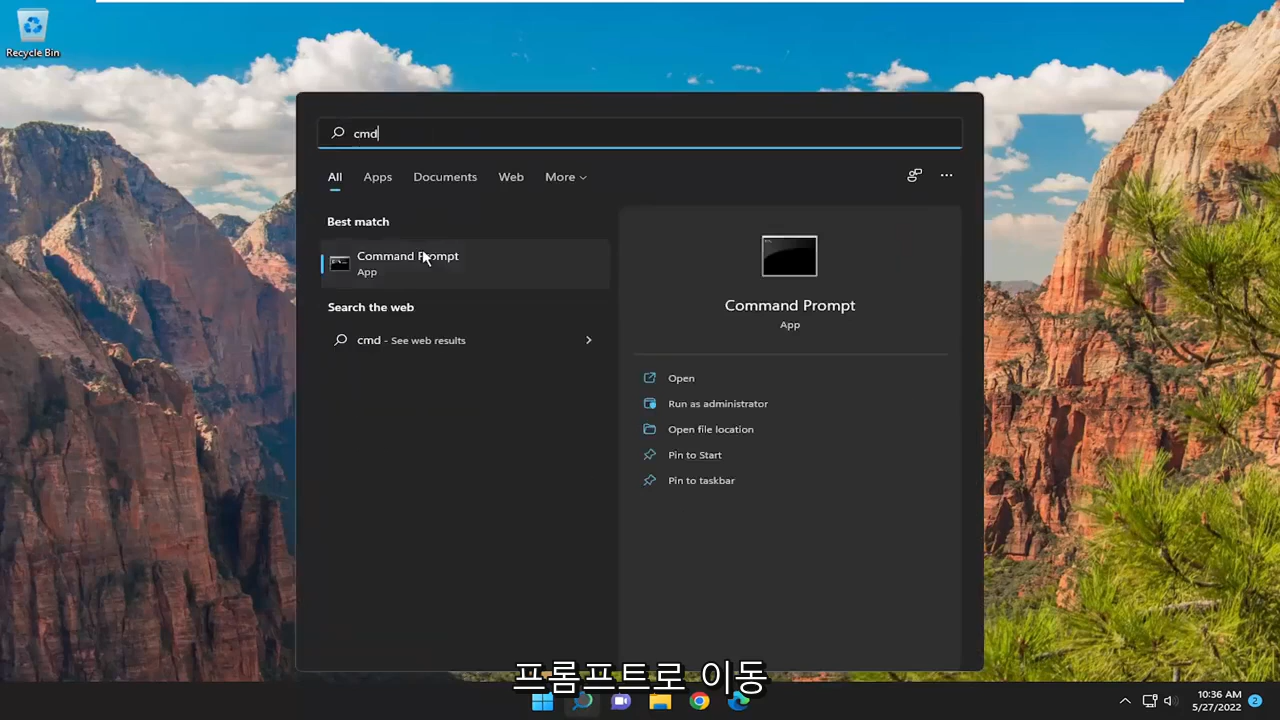 Recycle Bin
cmd
All Apps Documents Web More
Best match
Command Prompt
App
Search the web
cmd - See web results
Command Prompt
App
Open
Run as administrator
Open file location
Pin to Start
Pin to taskbar
프롬프트로 이동
10:36 AM
5/27/2022
2